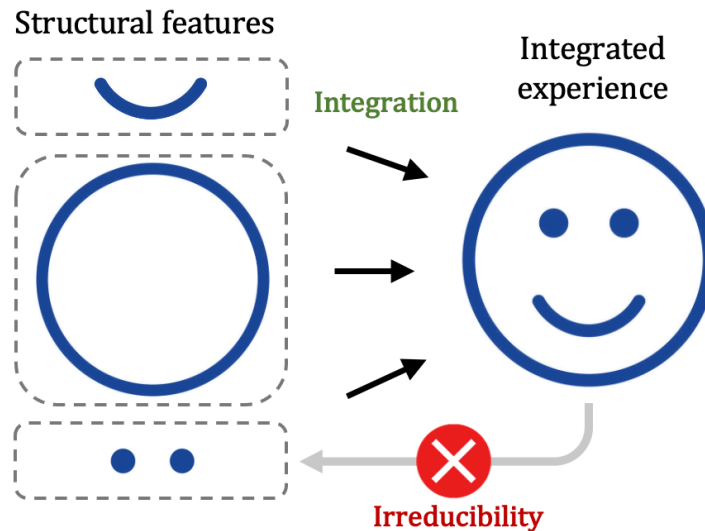 Structural features
Integration
Integrated
experience
Irreducibility